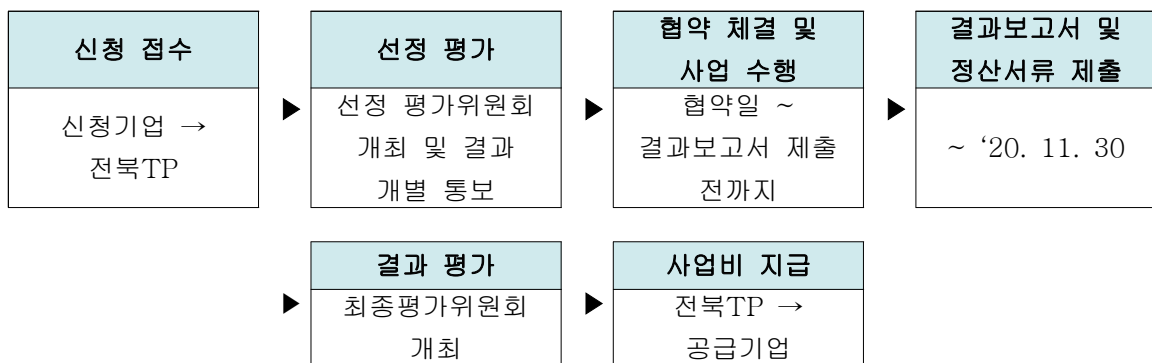 신청 접수
신청기업 →
전북TP
▶
선정 평가
선정 평가위원회
개최 및 결과
개별 통보
▶
협약 체결 및
사업 수행
협약일 ~
결과보고서 제출
전까지
▶
결과보고서 및
정산서류 제출
~ ‘20. 11. 30
▶
결과 평가
최종평가위원회
개최
▶
사업비 지급
전북TP →
공급기업